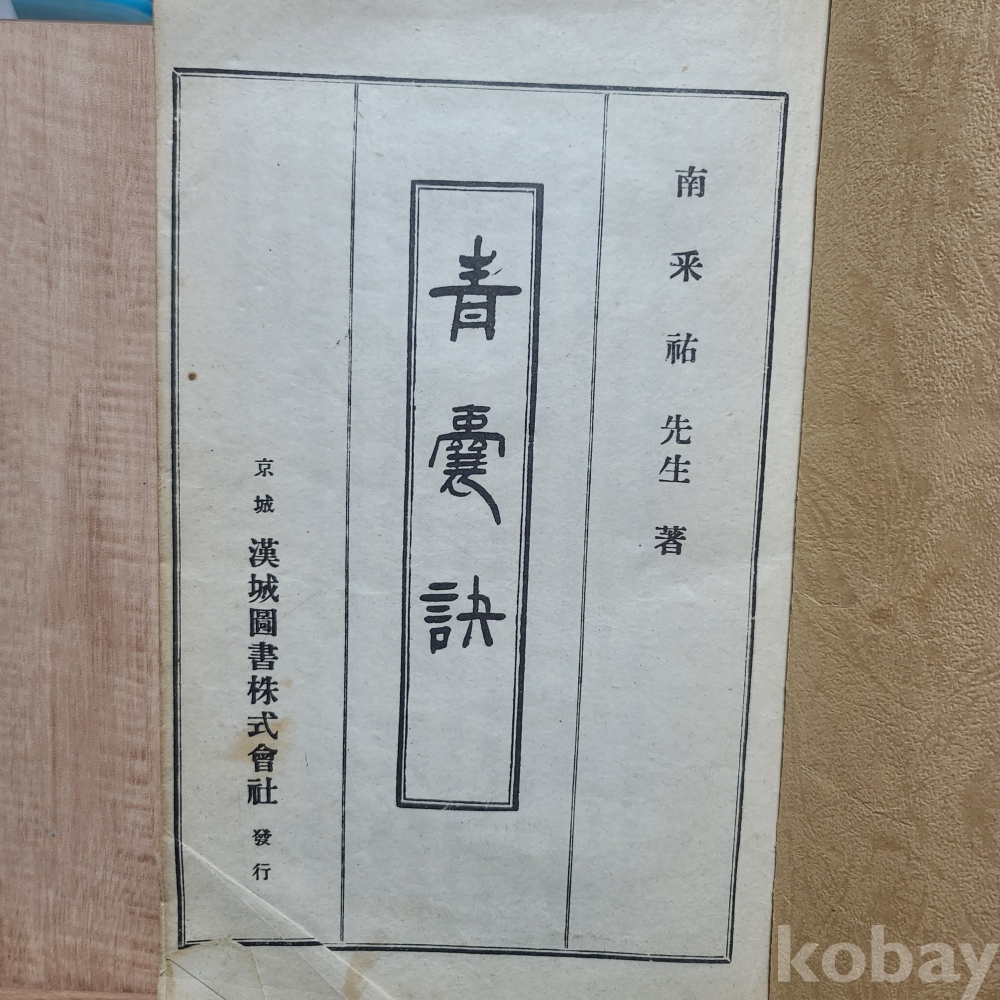 南采祐先生 著
青囊訣
京城 漢城圖書株式會社 發行
kobay